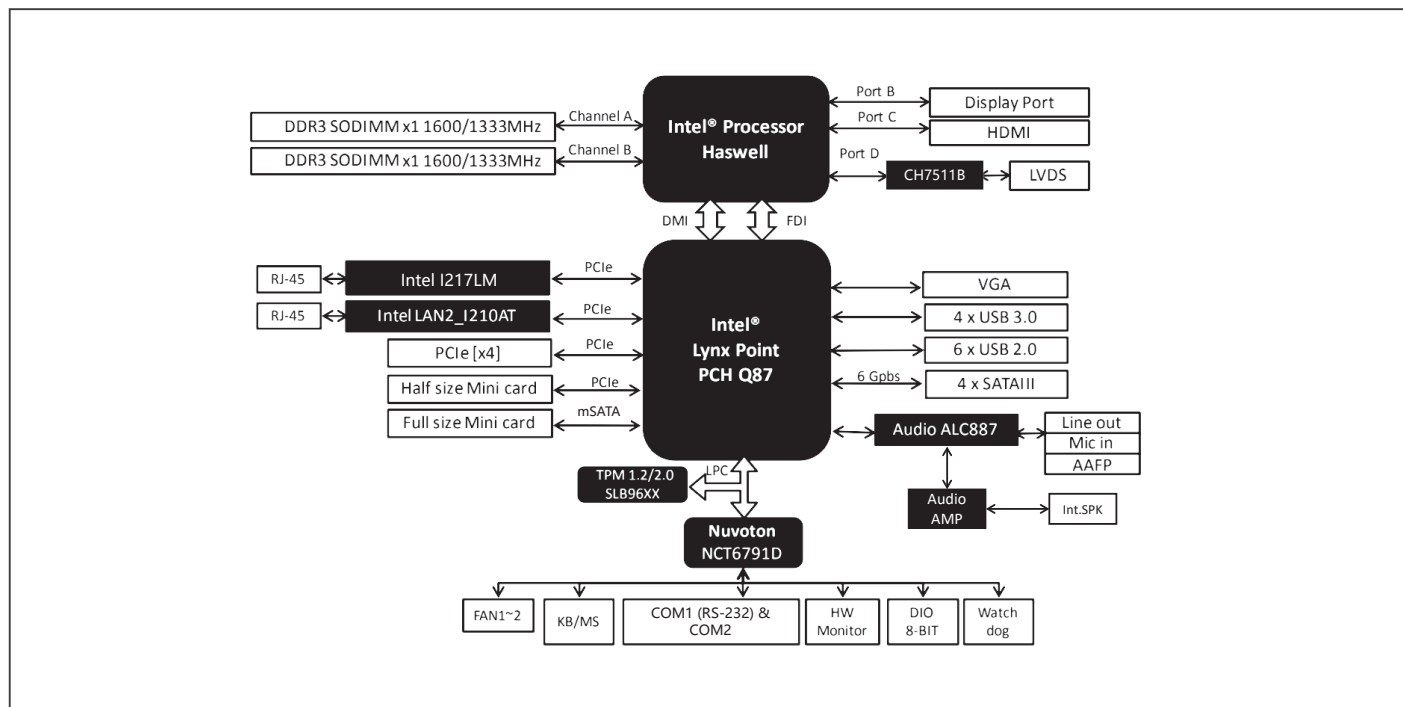 Intel® Processor
Haswell
DDR3 SODIMM x1 1600/1333MHz
Channel A
DDR3 SODIMM x1 1600/1333MHz
Channel B
Port B
Display Port
Port C
HDMI
Port D
CH7511B
LVDS
DMI
FDI
RJ-45
Intel I217LM
PCIe
RJ-45
Intel LAN2_I210AT
PCIe
PCIe [x4]
PCIe
Half size Mini card
PCIe
Full size Mini card
mSATA
Intel®
Lynx Point
PCH Q87
VGA
4 x USB 3.0
6 x USB 2.0
6 Gpbs
4 x SATAIII
Audio ALC887
Line out
Mic in
AAFP
Audio
AMP
Int.SPK
LPC
TPM 1.2/2.0
SLB96XX
Nuvoton
NCT6791D
FAN1~2
KB/MS
COM1 (RS-232) &
COM2
HW
Monitor
DIO
8-BIT
Watch
dog